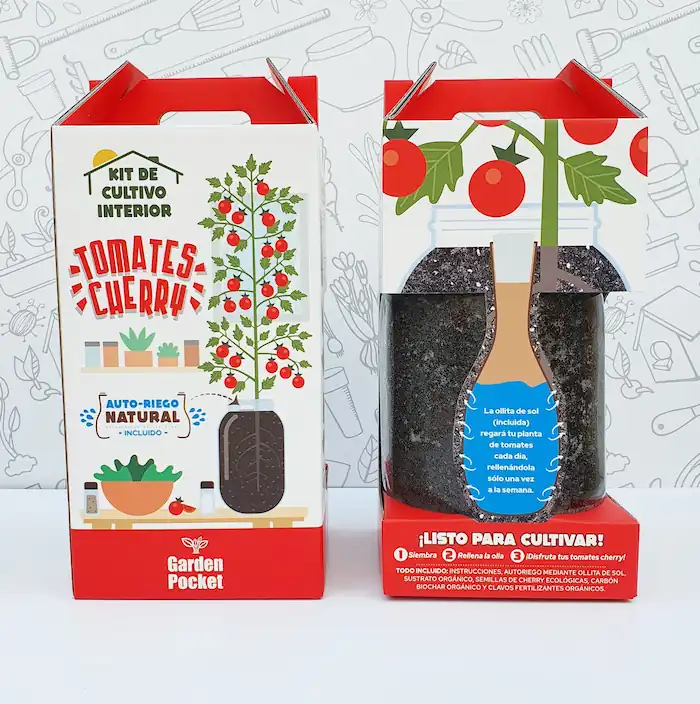 KIT DE
CULTIVO
INTERIOR
TOMATES
CHERRY
AUTO-RIEGO
NATURAL
- INCLUIDO -
Garden
Pocket
La ollita de sol
(incluida)
regará tu planta
de tomates
cada día,
rellenándola
sólo una vez
a la semana.
¡LISTO PARA CULTIVAR!
1 Siembra 2 Rellena la olla 3 ¡Disfruta tus tomates cherry!
TODO INCLUIDO: INSTRUCCIONES, AUTORIEGO MEDIANTE OLLITA DE SOL,
SUSTRATO ORGÁNICO, SEMILLAS DE CHERRY ECOLÓGICAS, CARBÓN
BIOCHAR ORGÁNICO Y CLAVOS FERTILIZANTES ORGÁNICOS.